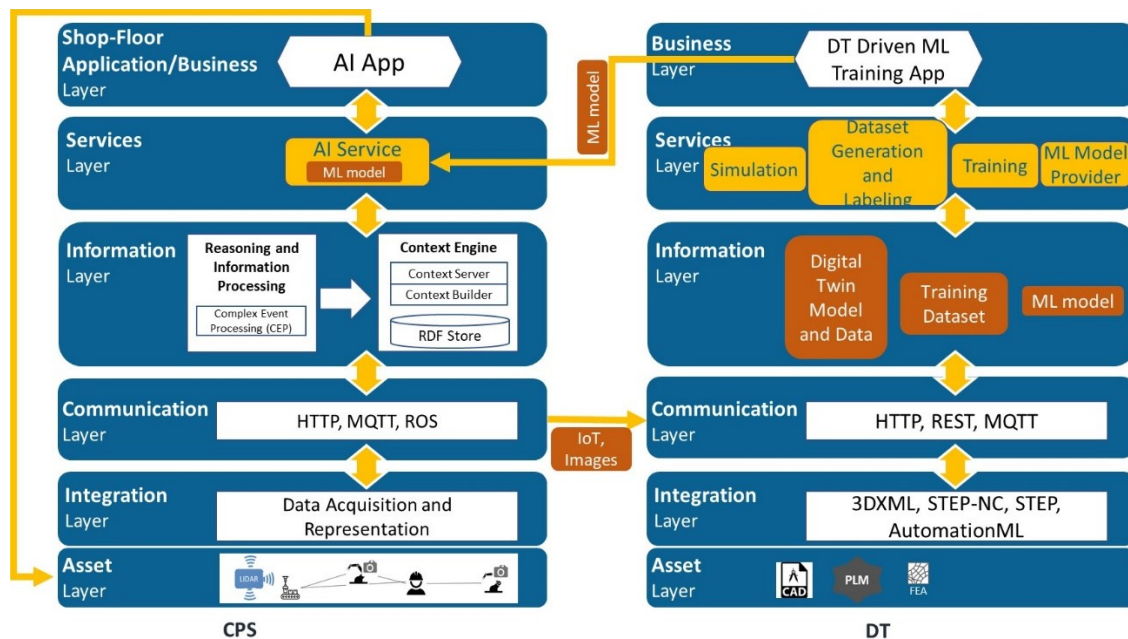 Shop-Floor
Application/Business
Layer
AI App
Services
Layer
AI Service
ML model
Information
Layer
Reasoning and
Information
Processing
Complex Event
Processing (CEP)
Context Engine
Context Server
Context Builder
RDF Store
Communication
Layer
HTTP, MQTT, ROS
Integration
Layer
Data Acquisition and
Representation
Asset
Layer
LIDAR
CPS
ML model
IoT,
Images
Business
Layer
DT Driven ML
Training App
Services
Layer
Simulation
Dataset
Generation
and
Labeling
Training
ML Model
Provider
Information
Layer
Digital
Twin
Model
and Data
Training
Dataset
ML model
Communication
Layer
HTTP, REST, MQTT
Integration
Layer
3DXML, STEP-NC, STEP,
AutomationML
Asset
Layer
CAD
PLM
FEA
DT